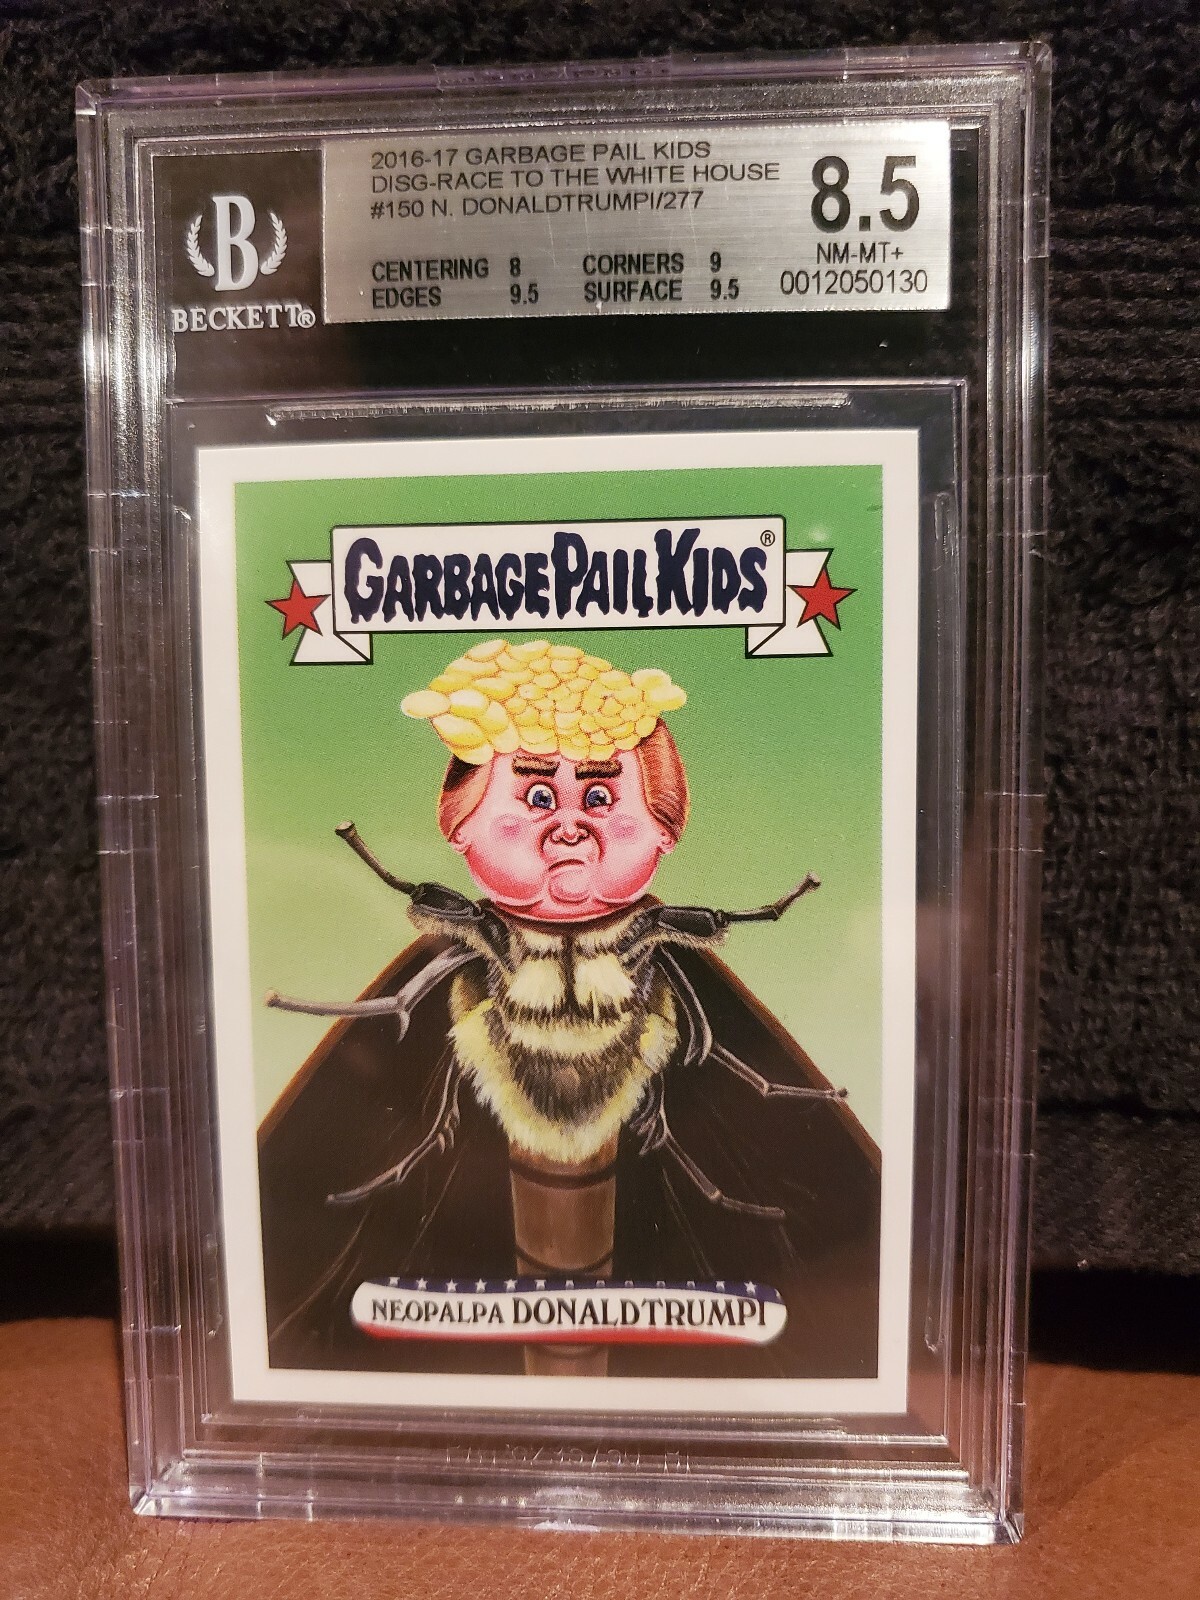 2016-17 GARBAGE PAIL KIDS
DISG-RACE TO THE WHITE HOUSE
#150 N. DONALDTRUMPI/277
8.5
NM-MT+
0012050130
CENTERING 8 CORNERS 9
EDGES 9.5 SURFACE 9.5
B
BECKETT®
GARBAGE PAIL KIDS®
NEOPALPA DONALDTRUMPI